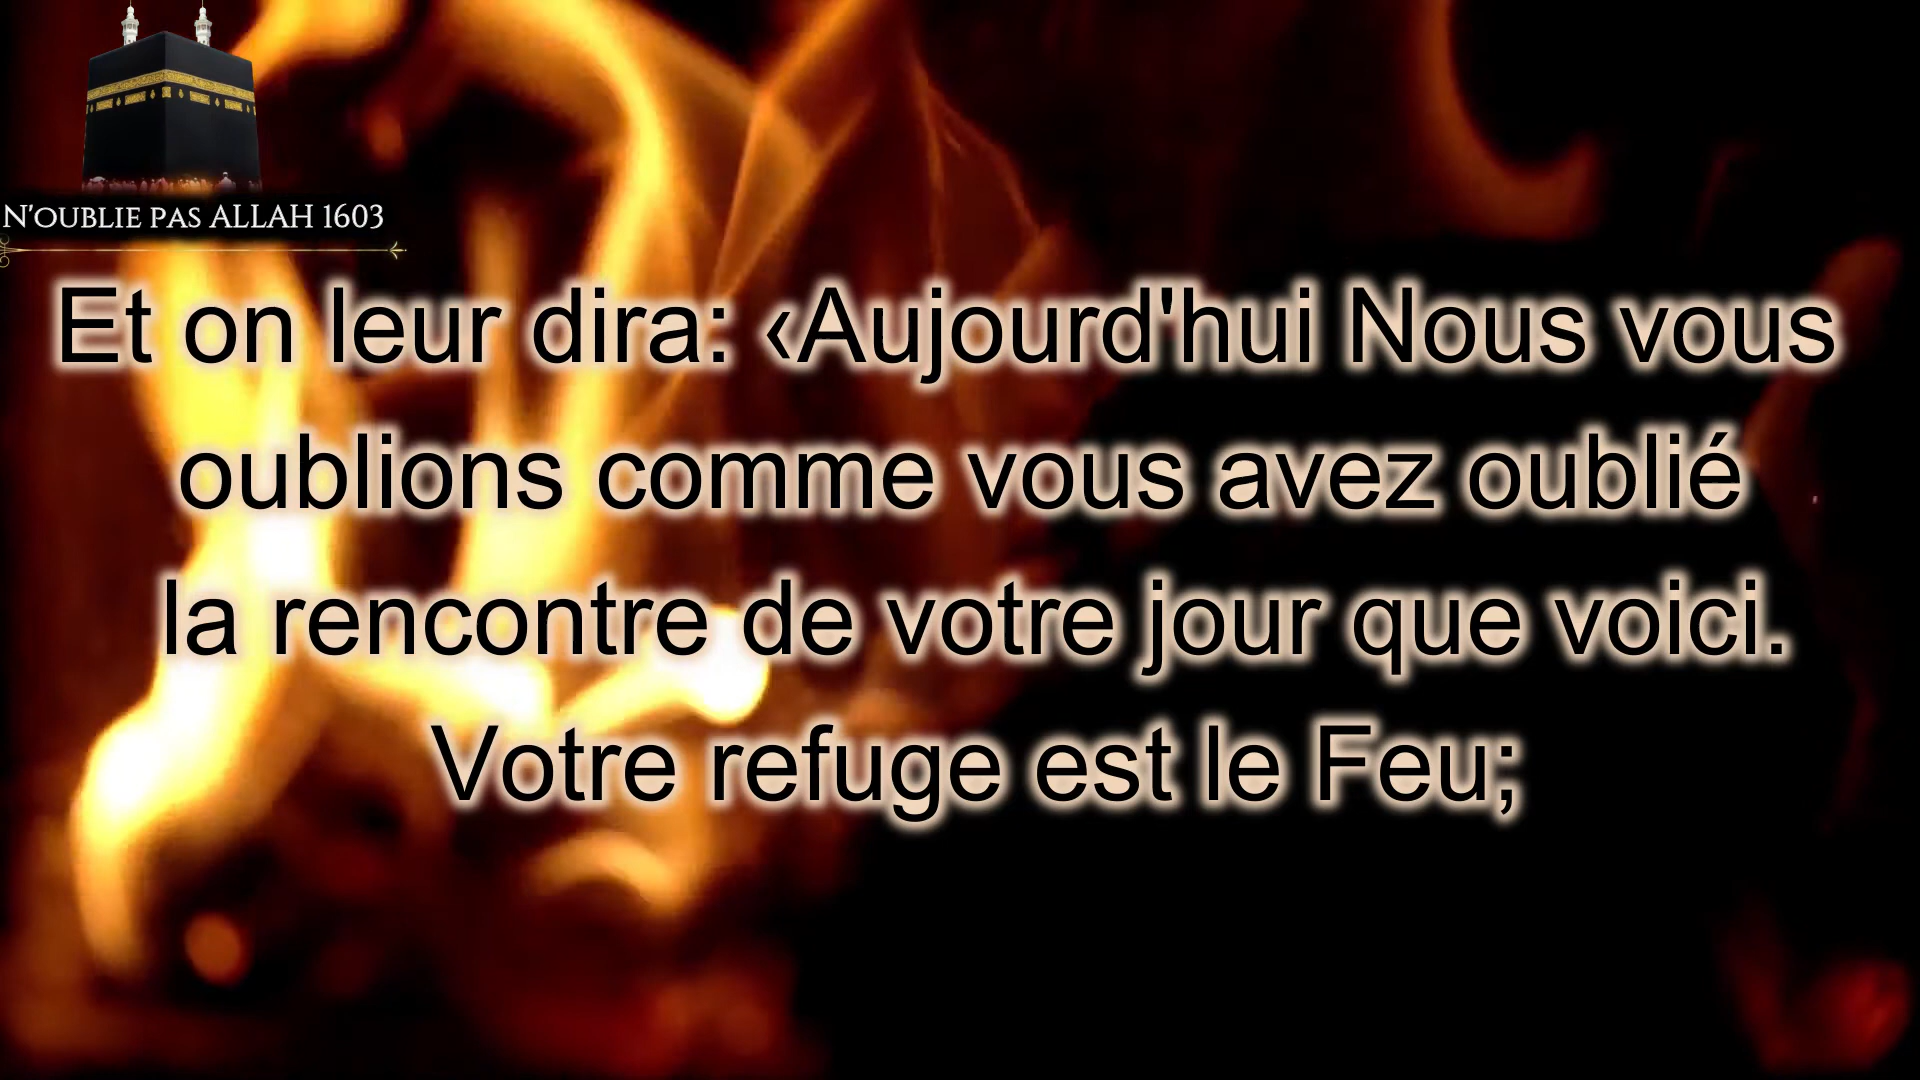 N'OUBLIE PAS ALLAH 1603
Et on leur dira: ‹Aujourd'hui Nous vous
oublions comme vous avez oublié
la rencontre de votre jour que voici.
Votre refuge est le Feu;